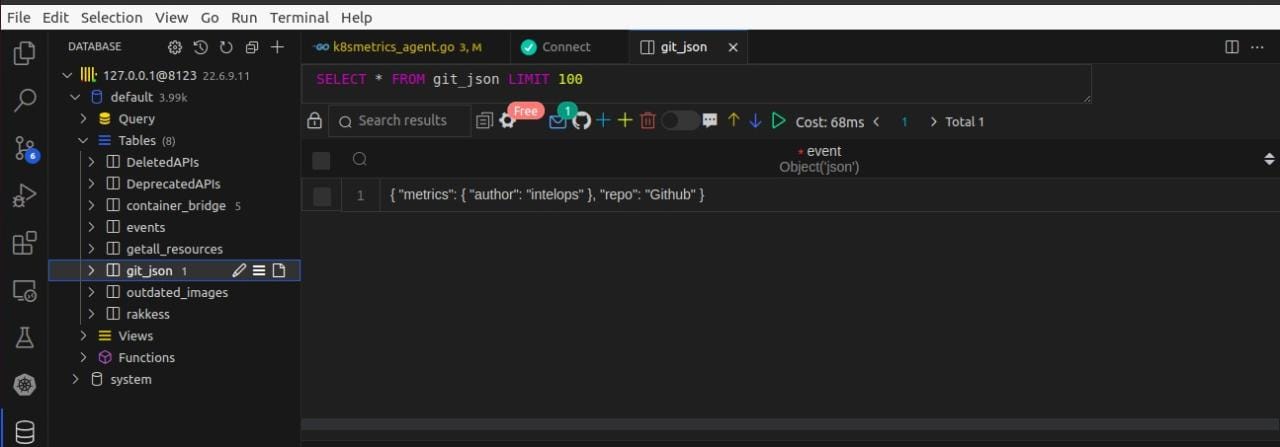 File Edit Selection View Go Run Terminal Help
DATABASE
k8smetrics_agent.go 3, M
Connect
git_json
127.0.0.1@8123 22.6.9.11
SELECT * FROM git_json LIMIT 100
default 3.99k
Query
Free
1
Search results
Cost: 68ms
1
Total 1
Tables (8)
6
DeletedAPIs
* event
Object('json')
DeprecatedAPIs
1
{ "metrics": { "author": "intelops" }, "repo": "Github" }
container_bridge 5
events
getall_resources
git_json 1
outdated_images
rakkess
Views
Functions
system